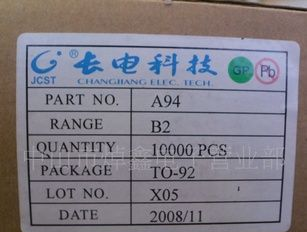 JCST
®长电科技
CHANGJIANG ELEC. TECH.
GP
Pb
PART NO. A94
RANGE B2
QUANTITY 10000 PCS
PACKAGE TO-92
LOT NO. X05
DATE 2008/11